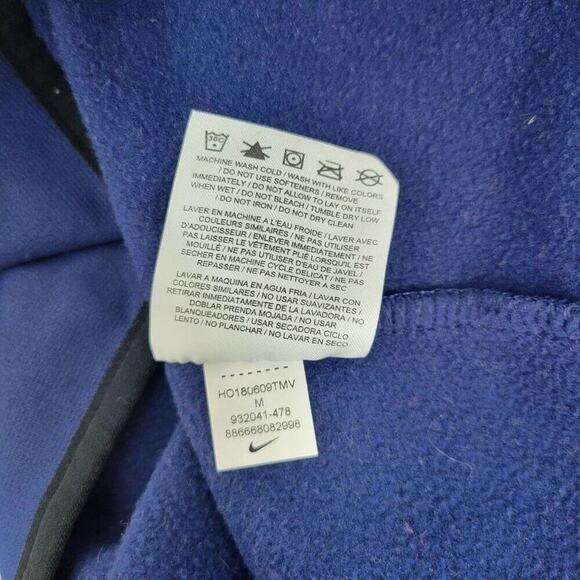 30C
MACHINE WASH COLD / WASH WITH LIKE COLORS
/ DO NOT USE SOFTENERS / REMOVE
IMMEDIATELY / DO NOT ALLOW TO LAY ON ITSELF
WHEN WET / DO NOT BLEACH / TUMBLE DRY LOW
/ DO NOT IRON / DO NOT DRY CLEAN
LAVER EN MACHINE A L'EAU FROIDE / LAVER AVEC
COULEURS SIMILAIRES / NE PAS UTILISER
D'ADOUCISSEUR / ENLEVER IMMEDIATEMENT / NE
PAS LAISSER LE VÊTEMENT PLIÉ LORSQU'IL EST
MOUILLÉ / NE PAS UTILISER D'EAU DE JAVEL /
SECHER EN MACHINE CYCLE DELICAT / NE PAS
REPASSER / NE PAS NETTOYER A SEC
LAVAR A MAQUINA EN AGUA FRIA / LAVAR CON
COLORES SIMILARES / NO USAR SUAVIZANTES /
RETIRAR INMEDIATAMENTE DE LA LAVADORA / NO
DOBLAR PRENDA MOJADA / NO USAR
BLANQUEADORES / USAR SECADORA CICLO
LENTO / NO PLANCHAR / NO LAVAR EN SECO
HO180609TMV
M
932041-478
886668082998